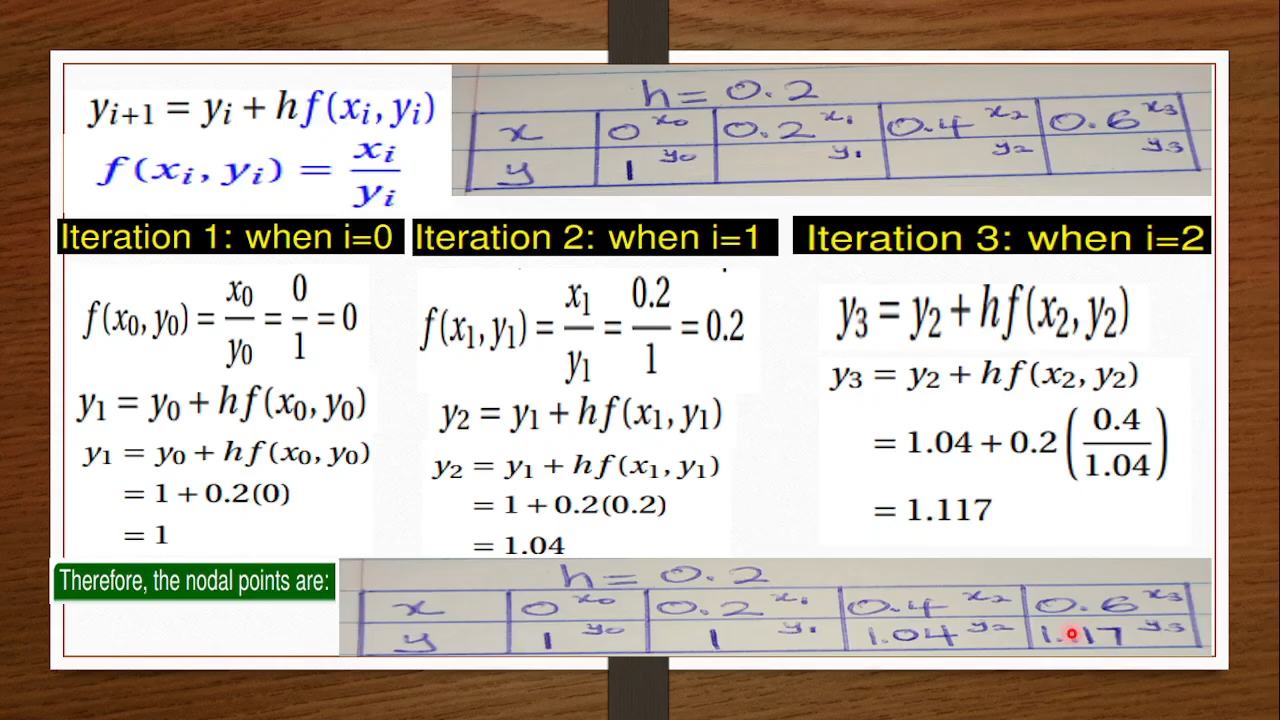 yᵢ₊₁ = yᵢ + hf(xᵢ, yᵢ)
f(xᵢ, yᵢ) = xᵢ/yᵢ
h = 0.2
x 0 x₀ 0.2 x₁ 0.4 x₂ 0.6 x₃
y 1 y₀ y₁ y₂ y₃
Iteration 1: when i=0
f(x₀, y₀) = x₀/y₀ = 0/1 = 0
y₁ = y₀ + hf(x₀, y₀)
y₁ = y₀ + hf(x₀, y₀)
= 1 + 0.2(0)
= 1
Iteration 2: when i=1
f(x₁, y₁) = x₁/y₁ = 0.2/1 = 0.2
y₂ = y₁ + hf(x₁, y₁)
y₂ = y₁ + hf(x₁, y₁)
= 1 + 0.2(0.2)
= 1.04
Iteration 3: when i=2
y₃ = y₂ + hf(x₂, y₂)
y₃ = y₂ + hf(x₂, y₂)
= 1.04 + 0.2(0.4/1.04)
= 1.117
Therefore, the nodal points are:
h = 0.2
x 0 x₀ 0.2 x₁ 0.4 x₂ 0.6 x₃
y 1 y₀ 1 y₁ 1.04 y₂ 1.117 y₃